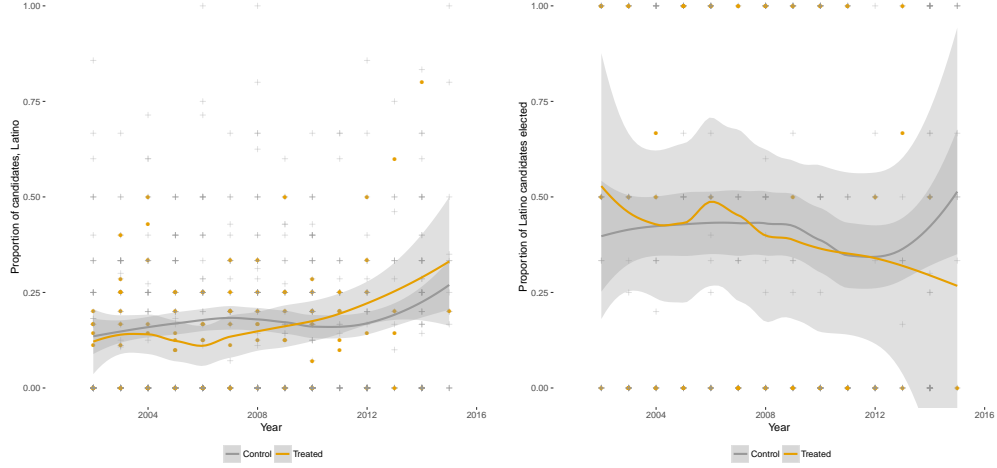 Proportion of candidates, Latino
1.00
0.75
0.50
0.25
0.00
2004 2008 2012 2016
Year
Control Treated
Proportion of Latino candidates elected
1.00
0.75
0.50
0.25
0.00
2004 2008 2012 2016
Year
Control Treated